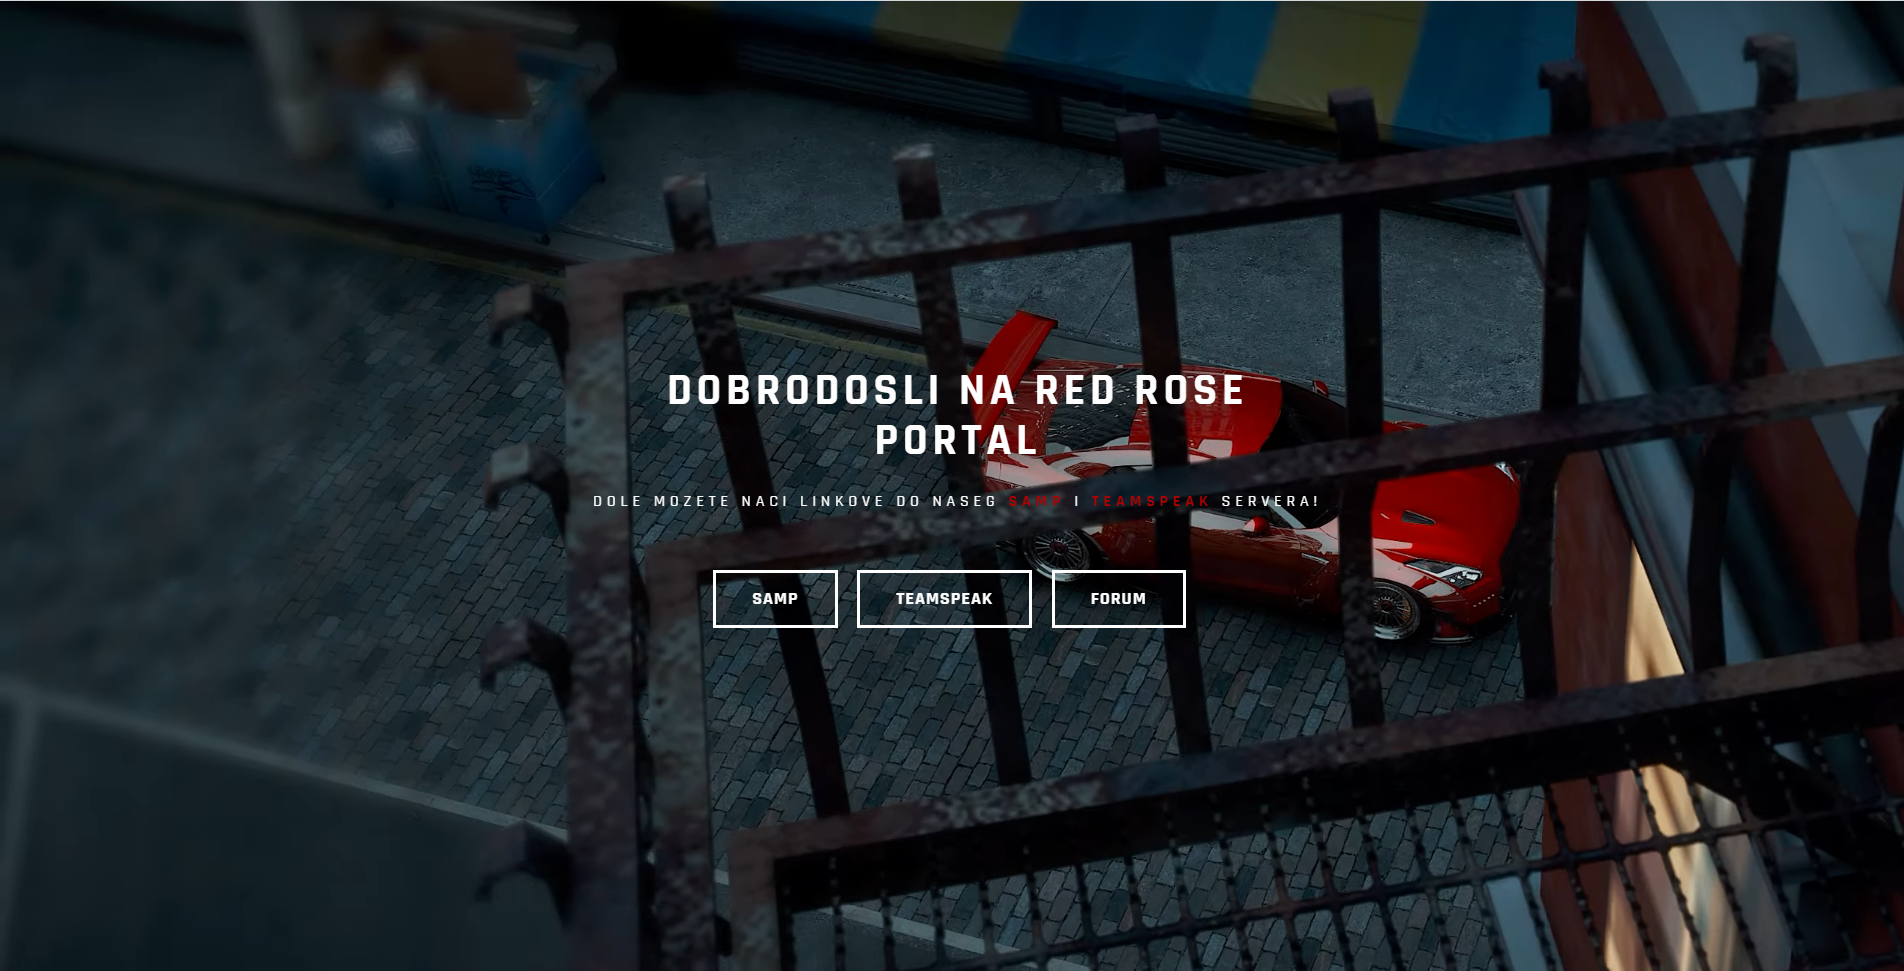 DOBRODOSLI NA RED ROSE
PORTAL
DOLE MOZETE NACI LINKOVE DO NASEG SAMP I TEAMSPEAK SERVERA!
SAMP
TEAMSPEAK
FORUM